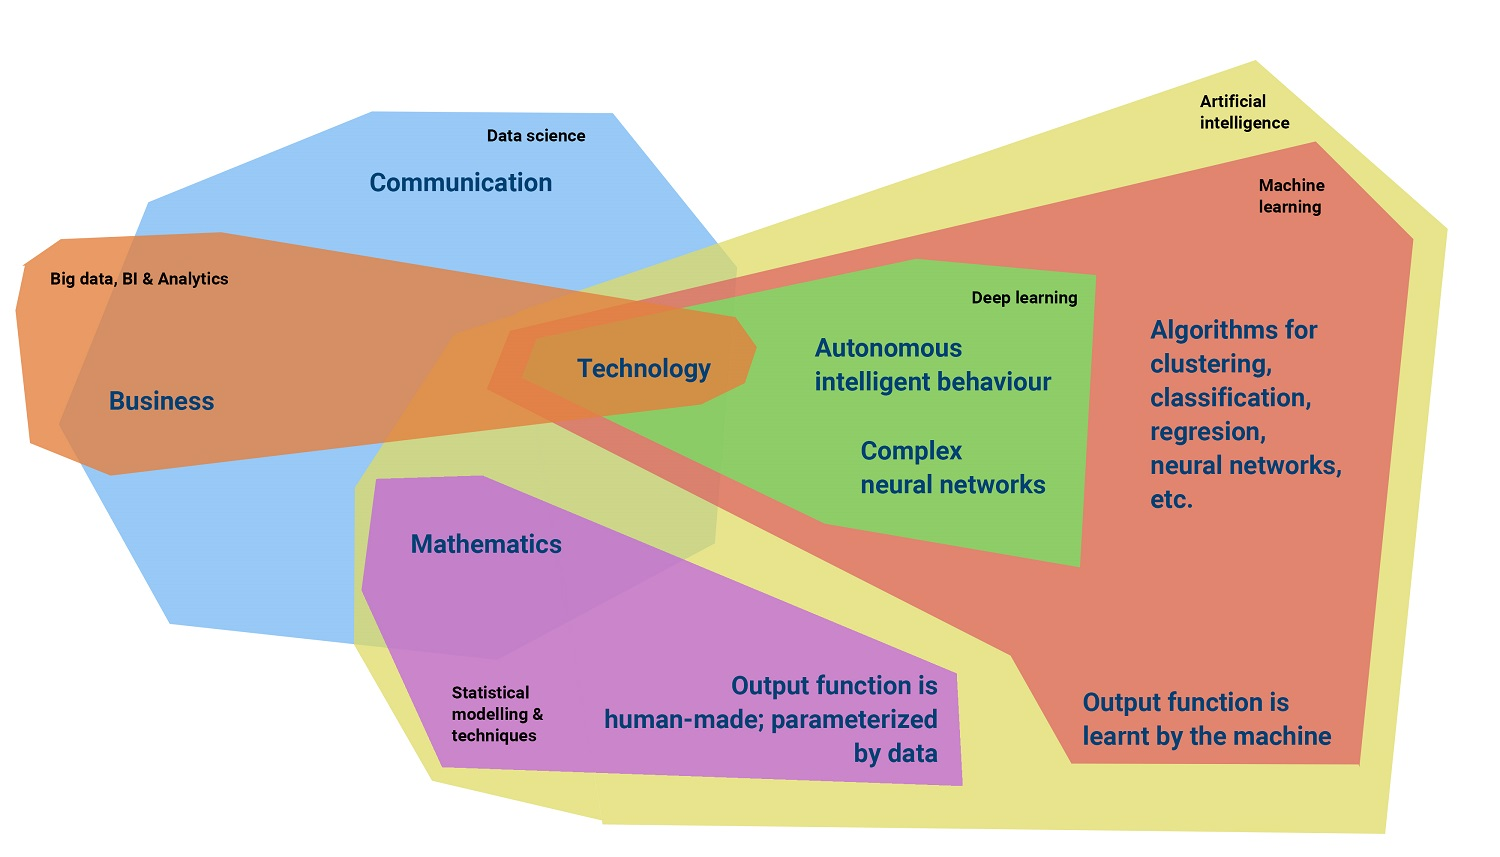 Artificial
intelligence
Data science
Communication
Machine
learning
Big data, BI & Analytics
Deep learning
Technology
Autonomous
intelligent behaviour
Algorithms for
clustering,
classification,
regresion,
neural networks,
etc.
Business
Complex
neural networks
Mathematics
Statistical
modelling &
techniques
Output function is
human-made; parameterized
by data
Output function is
learnt by the machine